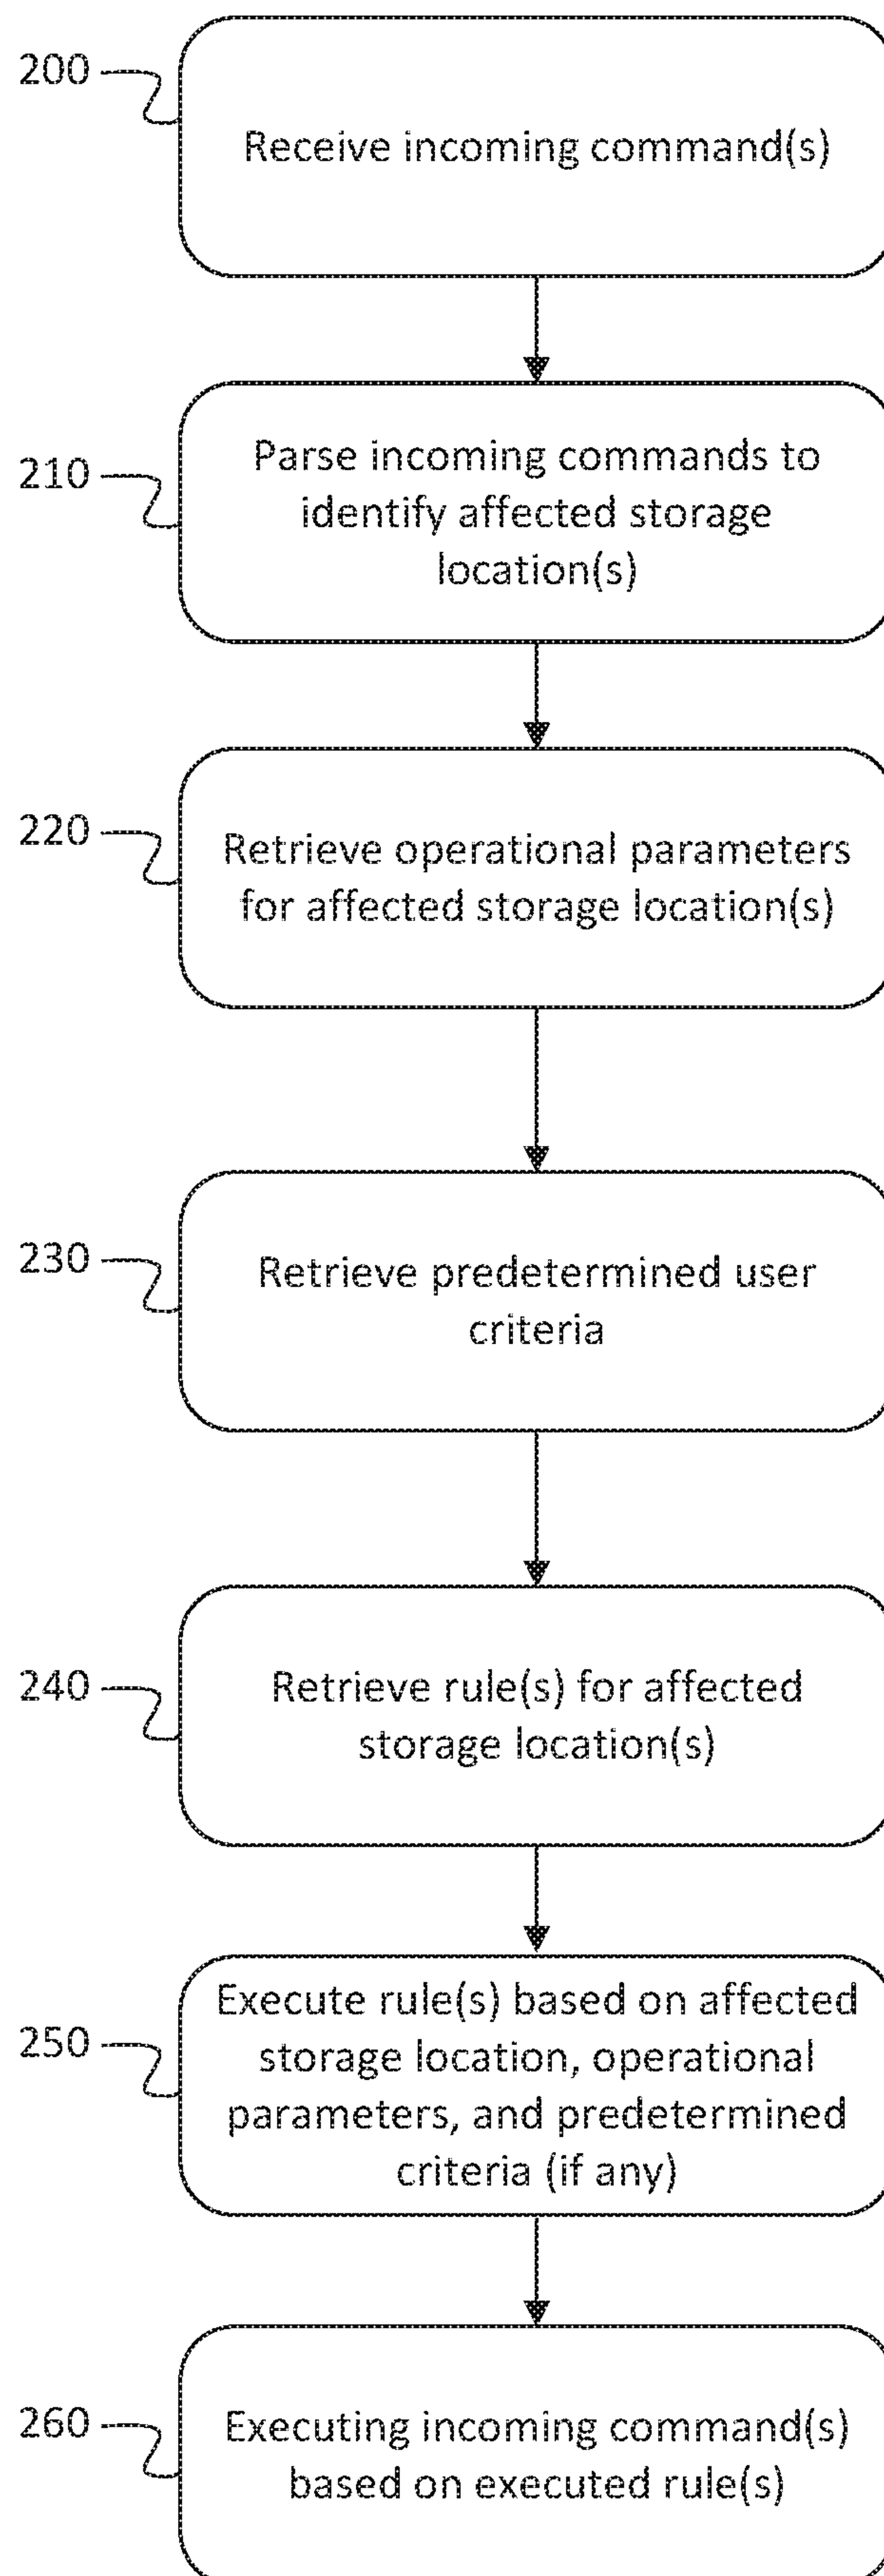 200
Receive incoming command(s)
210
Parse incoming commands to
identify affected storage
location(s)
220
Retrieve operational parameters
for affected storage location(s)
230
Retrieve predetermined user
criteria
240
Retrieve rule(s) for affected
storage location(s)
250
Execute rule(s) based on affected
storage location, operational
parameters, and predetermined
criteria (if any)
260
Executing incoming command(s)
based on executed rule(s)